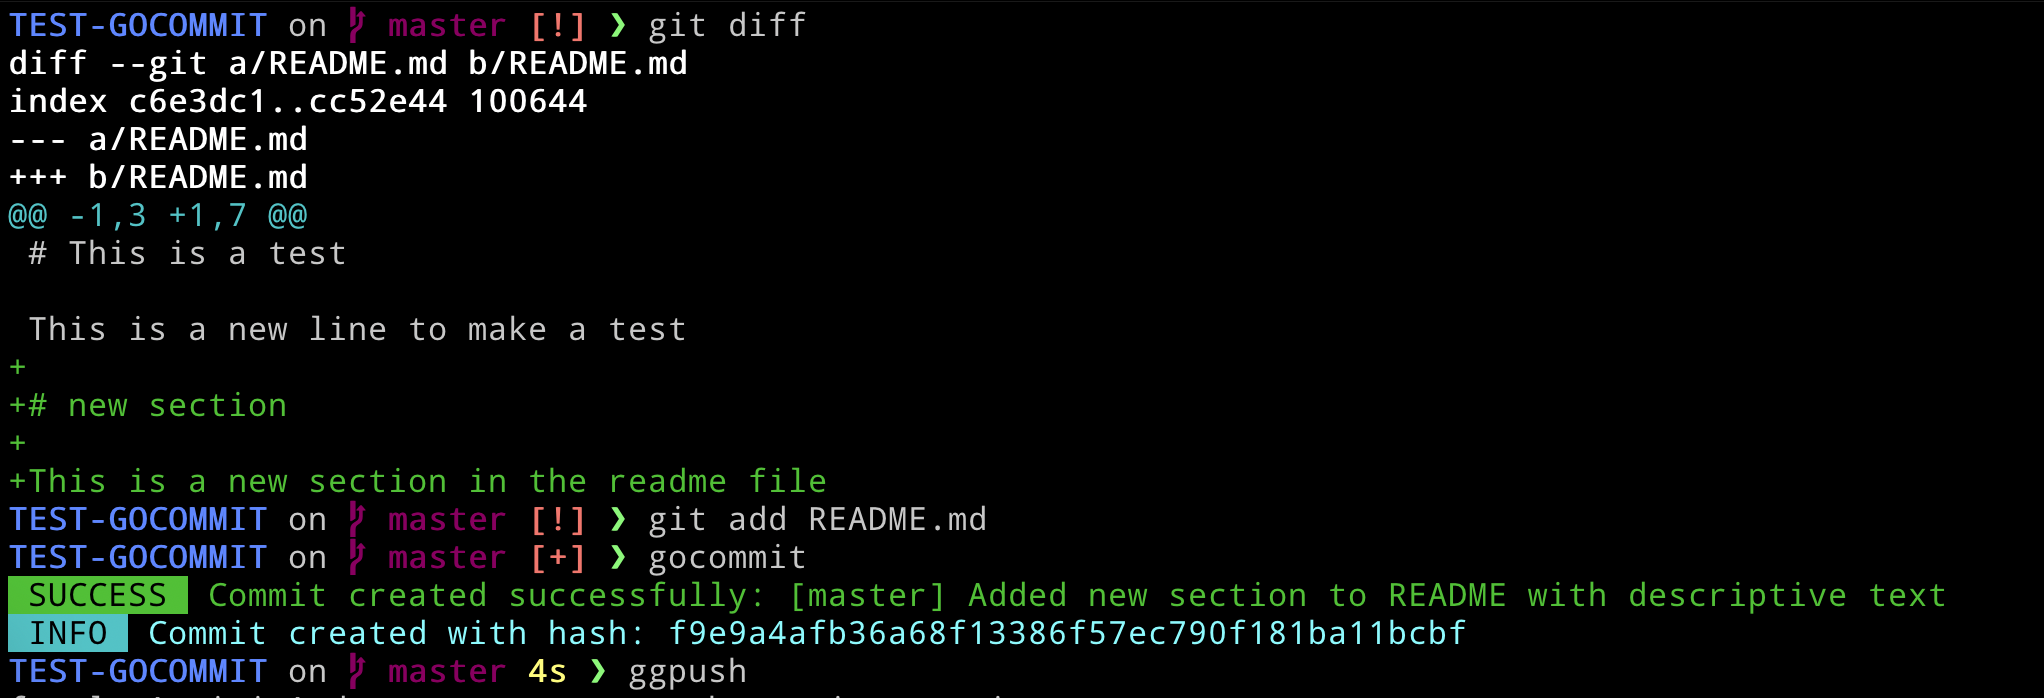 TEST-GOCOMMIT on master [!] ❯ git diff
diff --git a/README.md b/README.md
index c6e3dc1..cc52e44 100644
--- a/README.md
+++ b/README.md
@@ -1,3 +1,7 @@
 # This is a test

 This is a new line to make a test
+
+# new section
+
+This is a new section in the readme file
TEST-GOCOMMIT on master [!] ❯ git add README.md
TEST-GOCOMMIT on master [+] ❯ gocommit
SUCCESS Commit created successfully: [master] Added new section to README with descriptive text
INFO Commit created with hash: f9e9a4afb36a68f13386f57ec790f181ba11bcbf
TEST-GOCOMMIT on master 4s ❯ ggpush